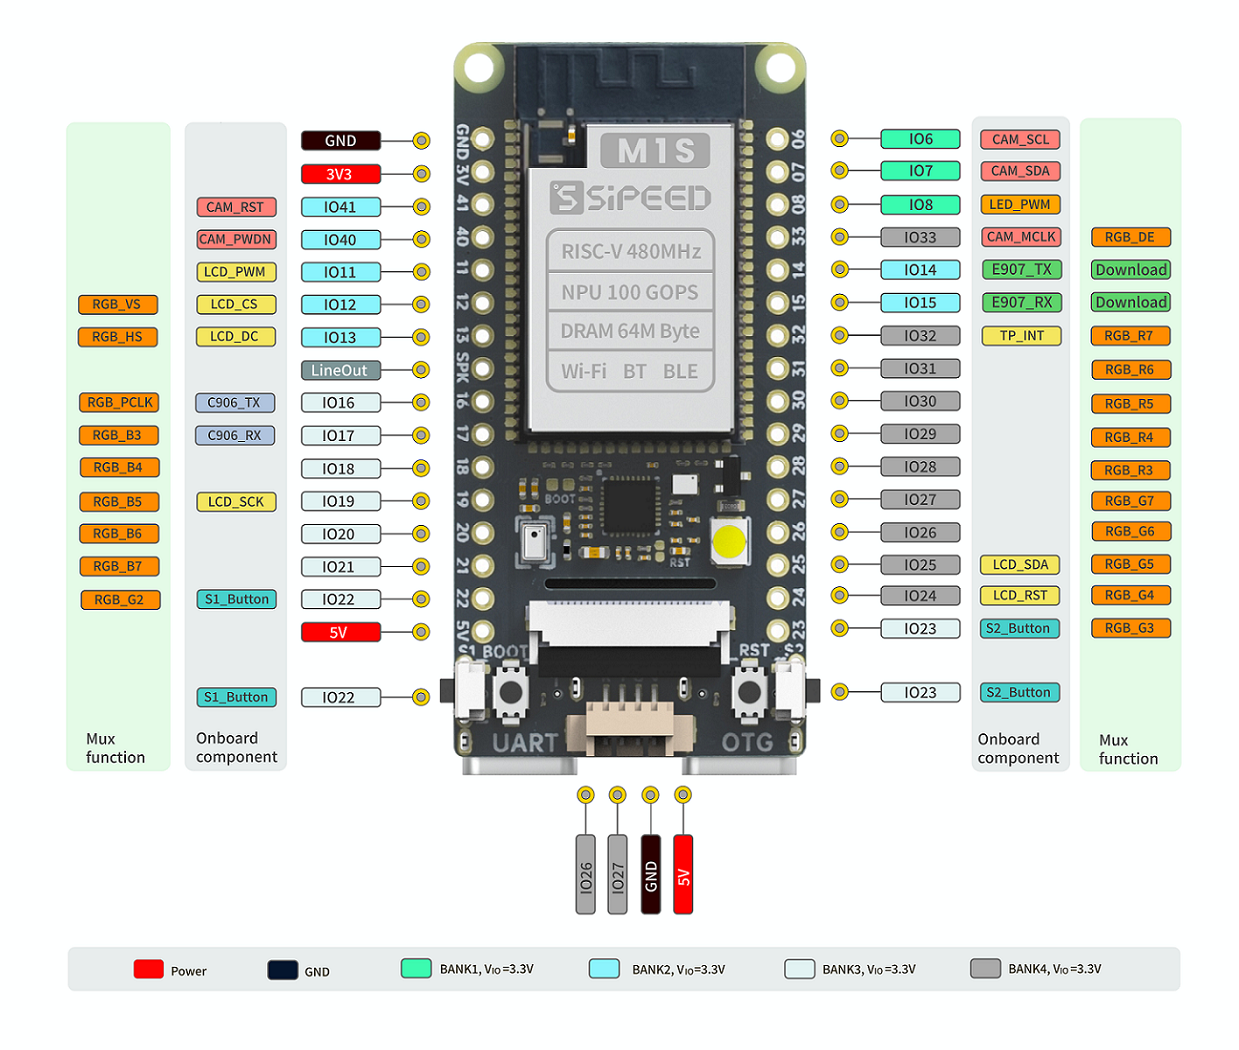 GND
3V3
CAM_RST IO41
CAM_PWDN IO40
LCD_PWM IO11
RGB_VS LCD_CS IO12
RGB_HS LCD_DC IO13
LineOut
RGB_PCLK C906_TX IO16
RGB_B3 C906_RX IO17
RGB_B4 IO18
RGB_B5 LCD_SCK IO19
RGB_B6 IO20
RGB_B7 IO21
RGB_G2 S1_Button IO22
5V
S1_Button IO22
Mux
function
Onboard
component
GND
3V
41
40
11
12
13
SPK
16
17
18
19
20
21
22
5V
M1S
SiPEED
RISC-V 480MHz
NPU 100 GOPS
DRAM 64M Byte
Wi-Fi BT BLE
BOOT
RST
S1 BOOT
RST S2
UART
OTG
06
07
08
33
14
15
32
31
30
29
28
27
26
25
24
23
IO6 CAM_SCL
IO7 CAM_SDA
IO8 LED_PWM
IO33 CAM_MCLK RGB_DE
IO14 E907_TX Download
IO15 E907_RX Download
IO32 TP_INT RGB_R7
IO31 RGB_R6
IO30 RGB_R5
IO29 RGB_R4
IO28 RGB_R3
IO27 RGB_G7
IO26 RGB_G6
IO25 LCD_SDA RGB_G5
IO24 LCD_RST RGB_G4
IO23 S2_Button RGB_G3
IO23 S2_Button
Onboard
component
Mux
function
IO26
IO27
GND
5V
Power
GND
BANK1, VIO=3.3V
BANK2, VIO=3.3V
BANK3, VIO=3.3V
BANK4, VIO=3.3V